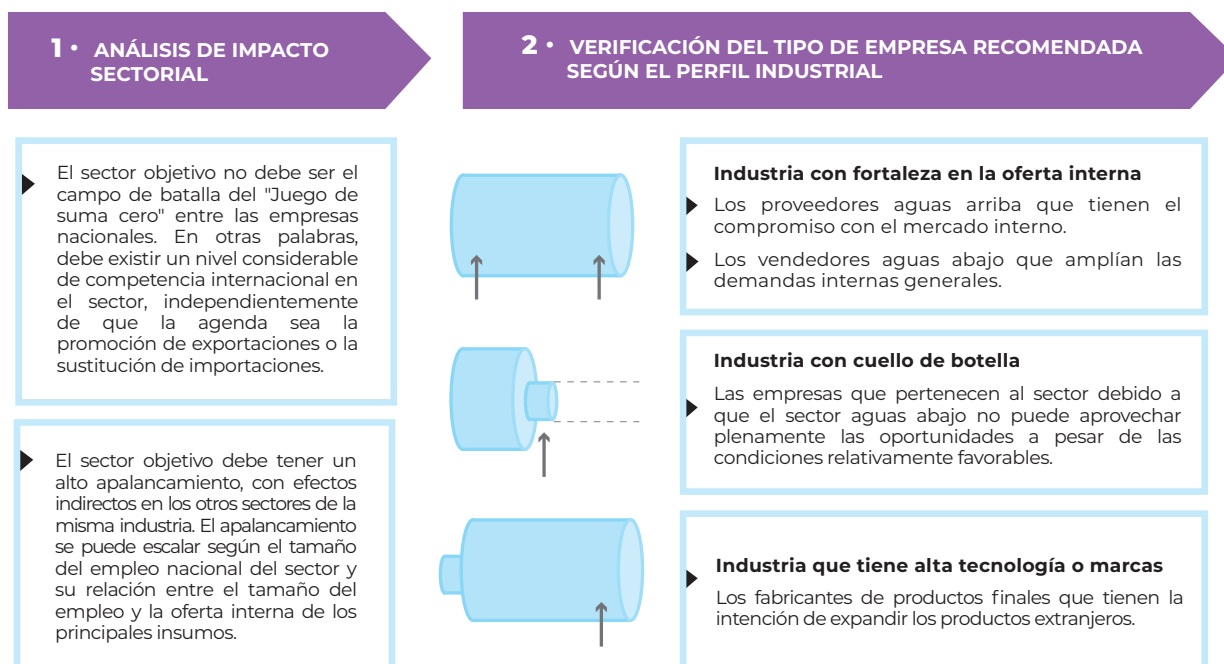 1 · ANÁLISIS DE IMPACTO
SECTORIAL
2 · VERIFICACIÓN DEL TIPO DE EMPRESA RECOMENDADA
SEGÚN EL PERFIL INDUSTRIAL
El sector objetivo no debe ser el
campo de batalla del "Juego de
suma cero" entre las empresas
nacionales. En otras palabras,
debe existir un nivel considerable
de competencia internacional en
el sector, independientemente
de que la agenda sea la
promoción de exportaciones o la
sustitución de importaciones.
El sector objetivo debe tener un
alto apalancamiento, con efectos
indirectos en los otros sectores de la
misma industria. El apalancamiento
se puede escalar según el tamaño
del empleo nacional del sector y
su relación entre el tamaño del
empleo y la oferta interna de los
principales insumos.
Industria con fortaleza en la oferta interna
Los proveedores aguas arriba que tienen el
compromiso con el mercado interno.
Los vendedores aguas abajo que amplían las
demandas internas generales.
Industria con cuello de botella
Las empresas que pertenecen al sector debido a
que el sector aguas abajo no puede aprovechar
plenamente las oportunidades a pesar de las
condiciones relativamente favorables.
Industria que tiene alta tecnología o marcas
Los fabricantes de productos finales que tienen la
intención de expandir los productos extranjeros.